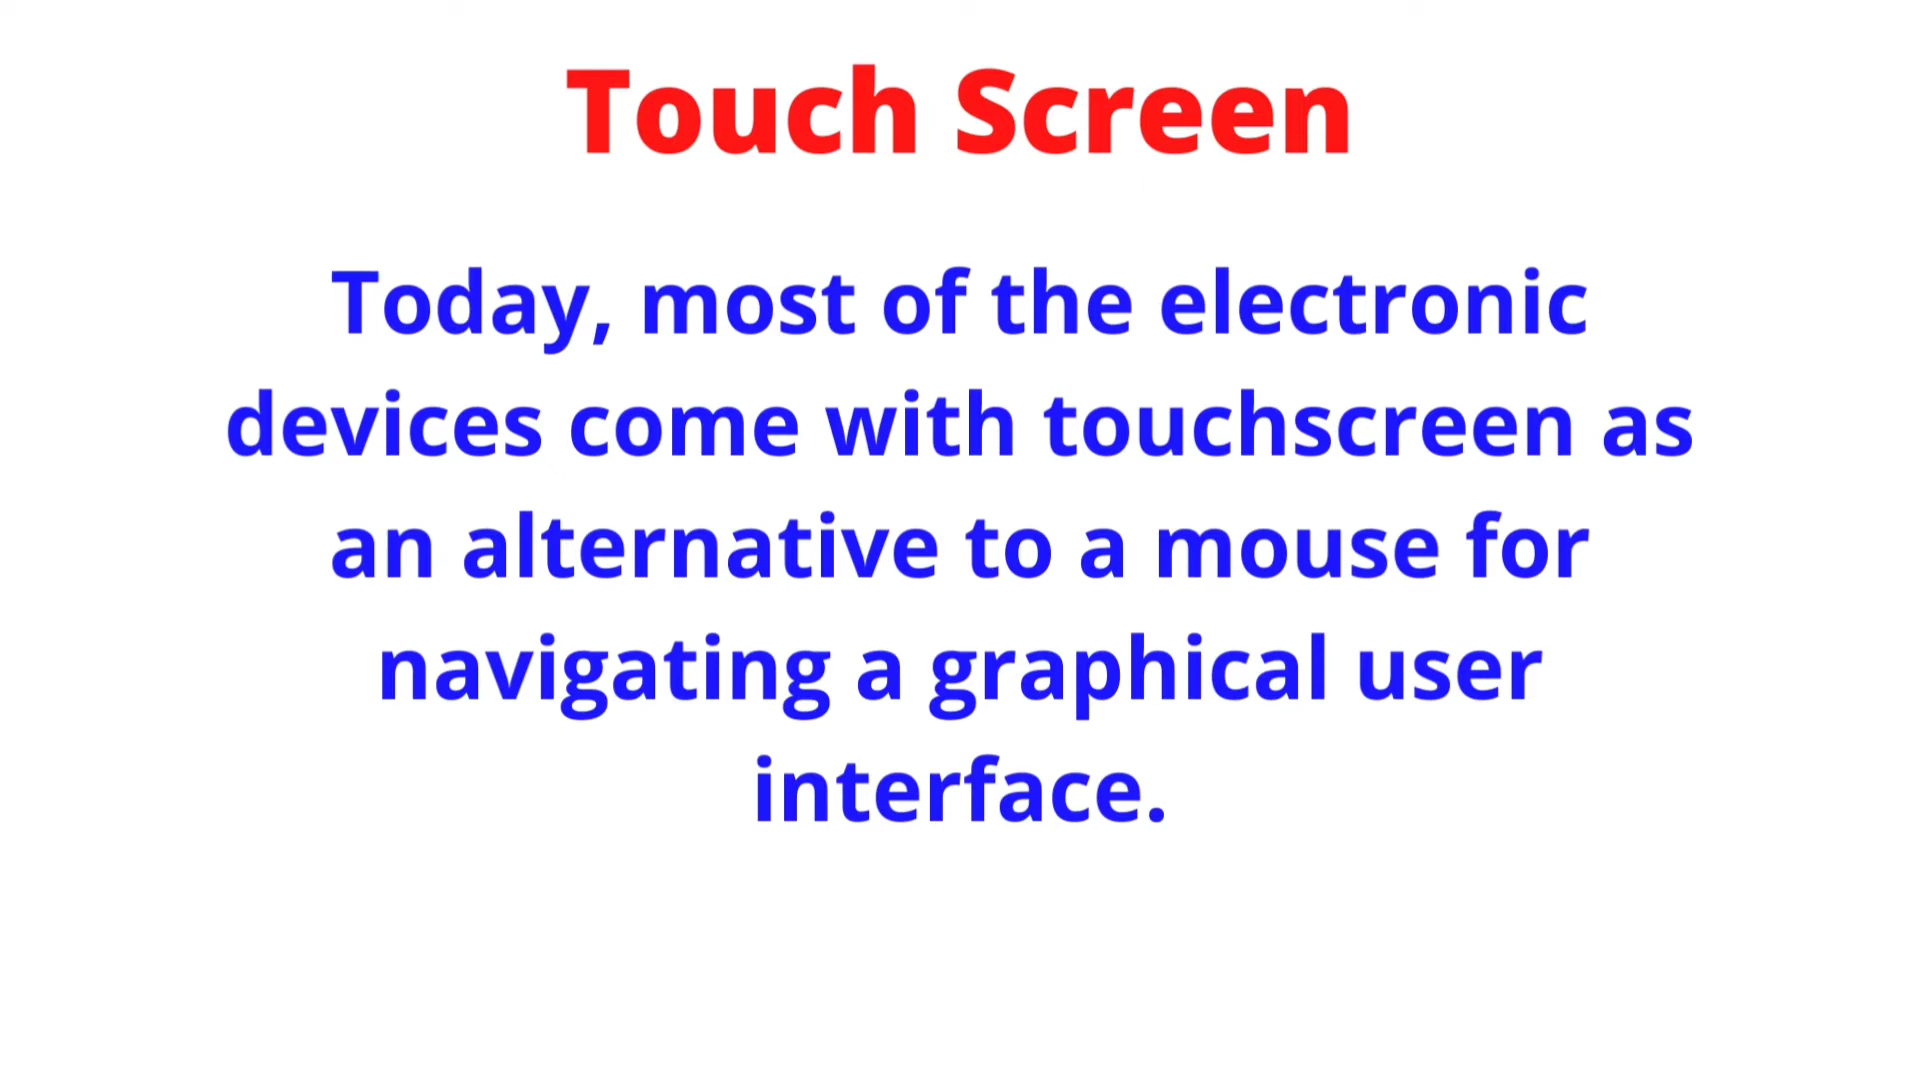 Touch Screen
Today, most of the electronic
devices come with touchscreen as
an alternative to a mouse for
navigating a graphical user
interface.